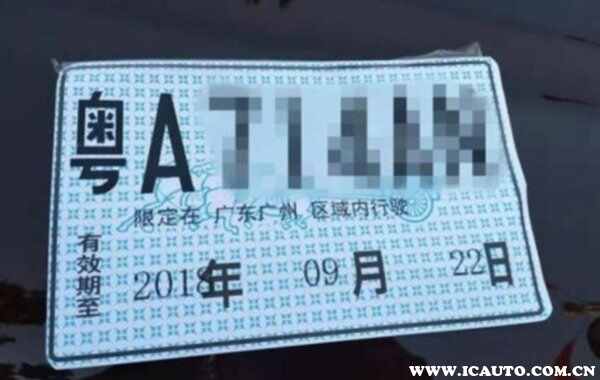 粤A
限定在 广东广州 区域内行驶
有效期至
2018年 09月 22日
WWW.ICAUTO.COM.CN